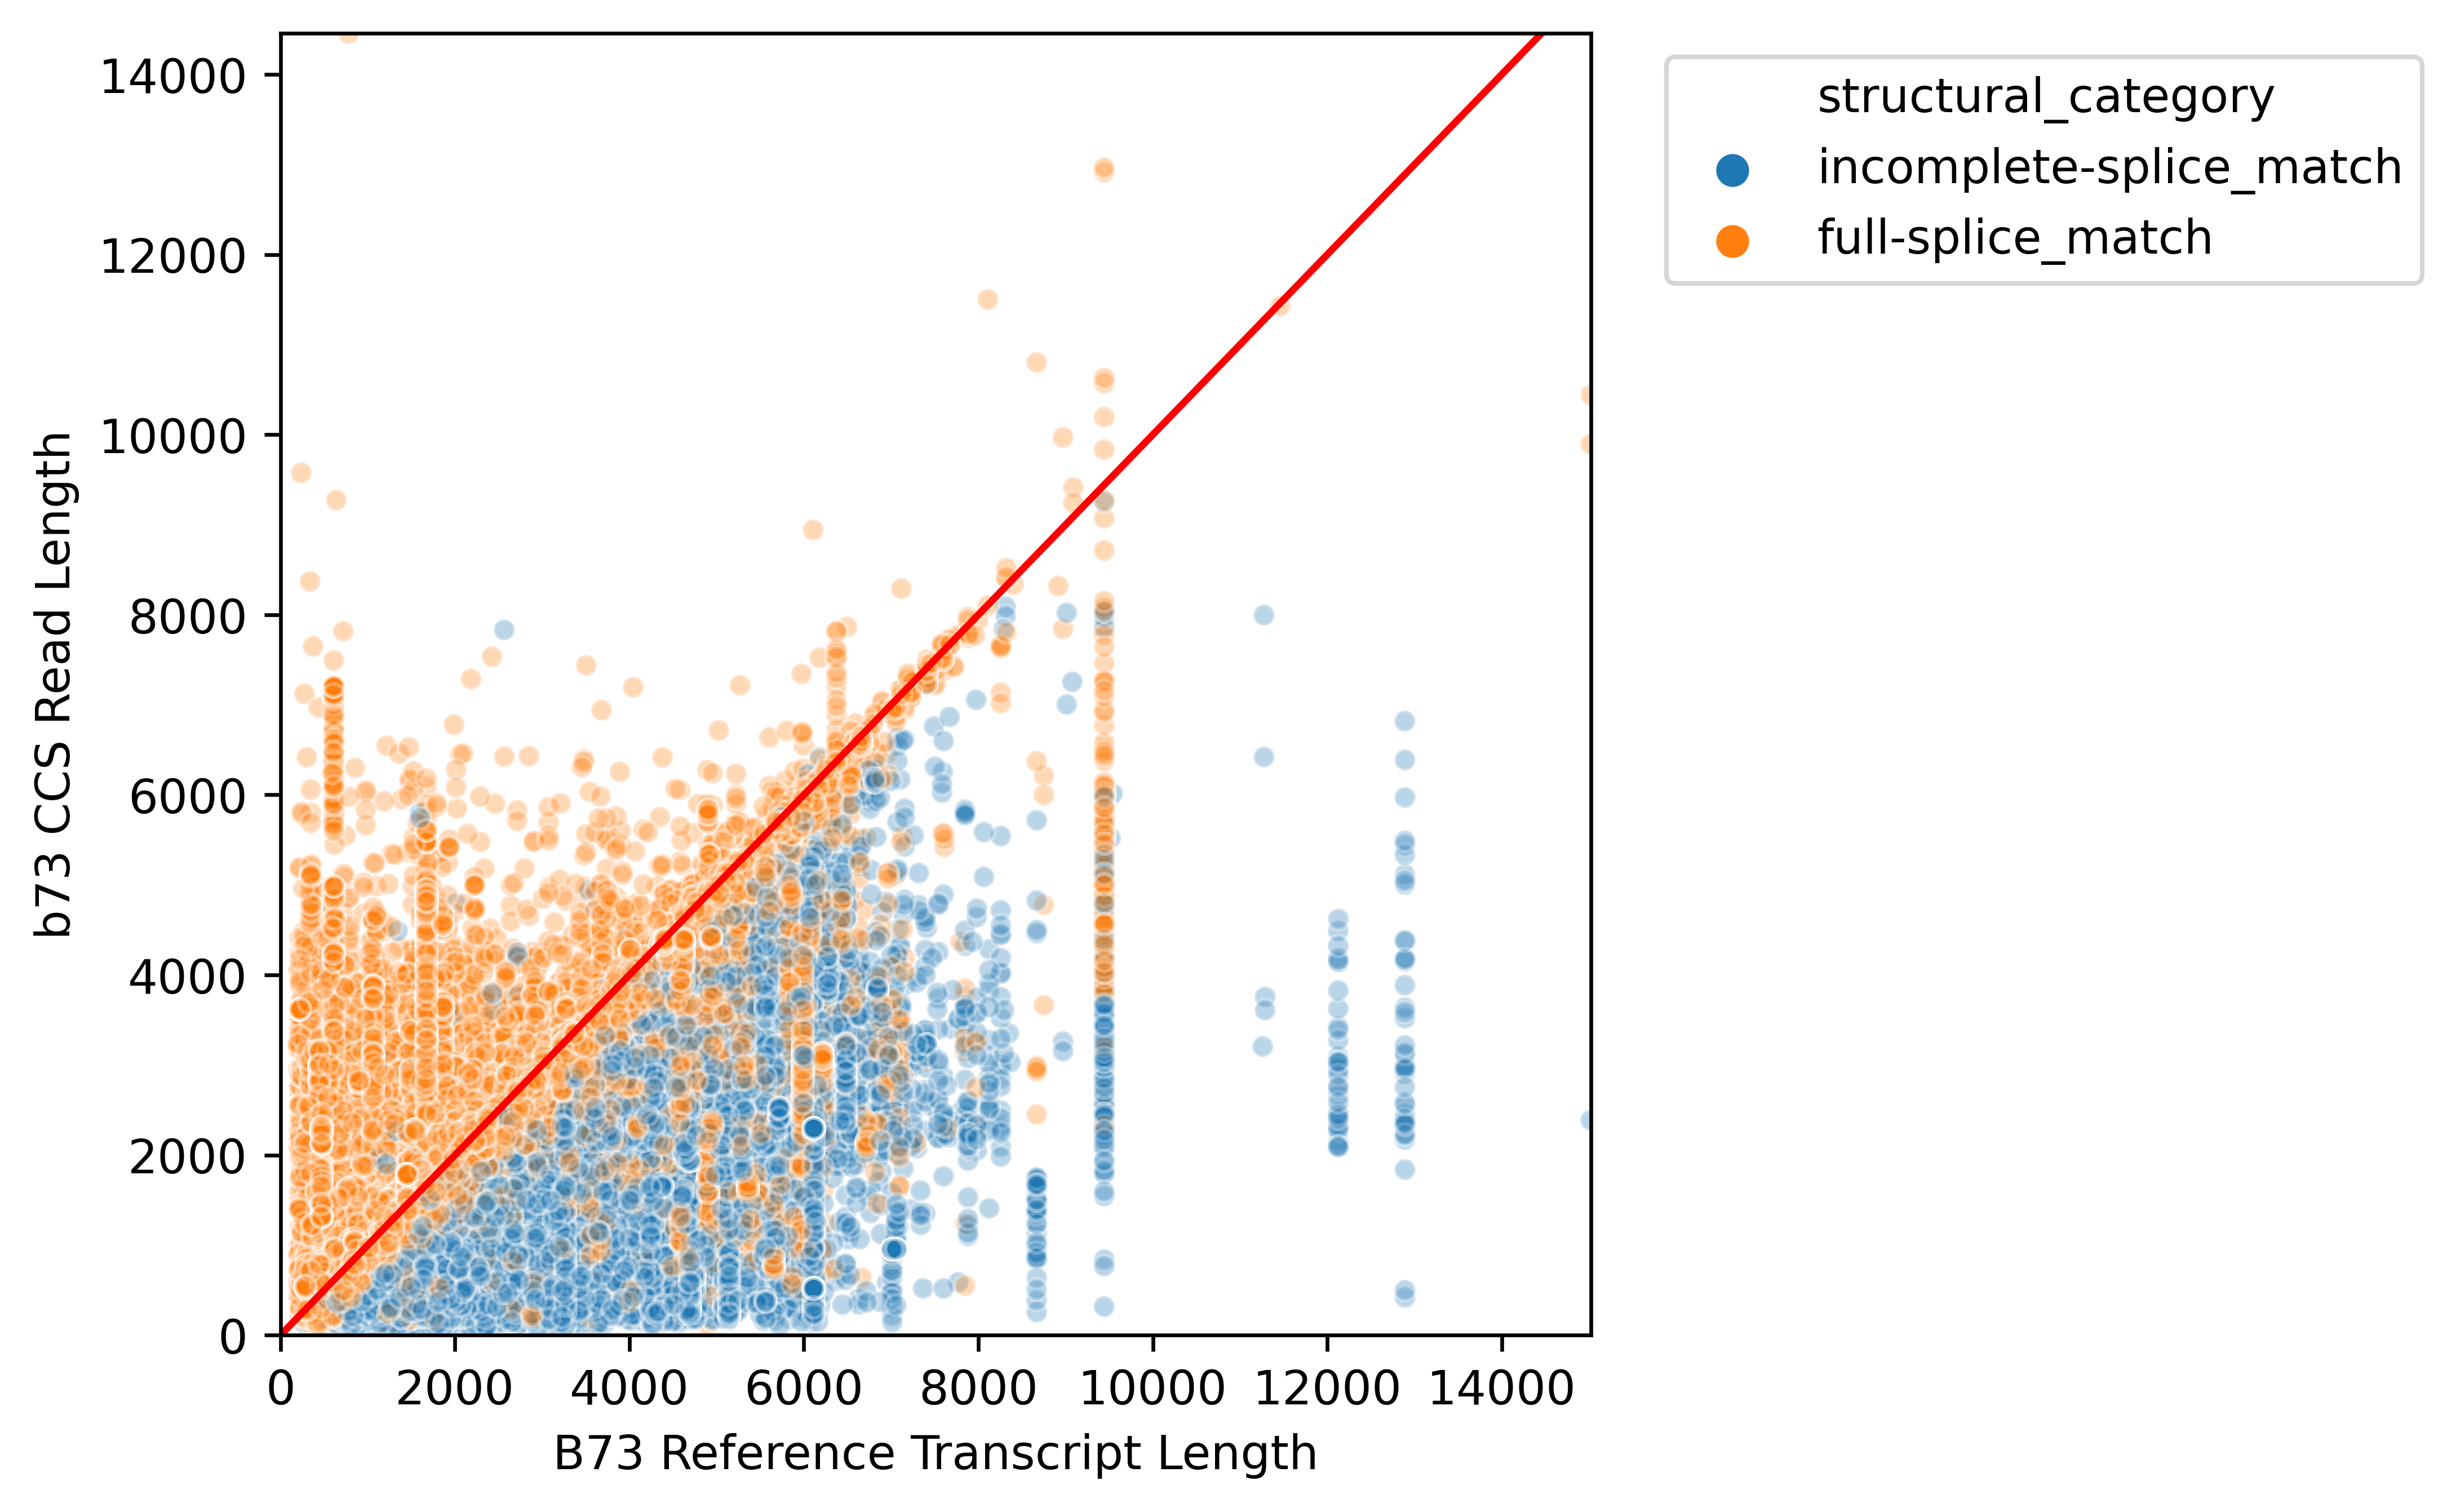 14000
12000
10000
8000
6000
4000
2000
0
b73 CCS Read Length
0 2000 4000 6000 8000 10000 12000 14000
B73 Reference Transcript Length
structural_category
incomplete-splice_match
full-splice_match